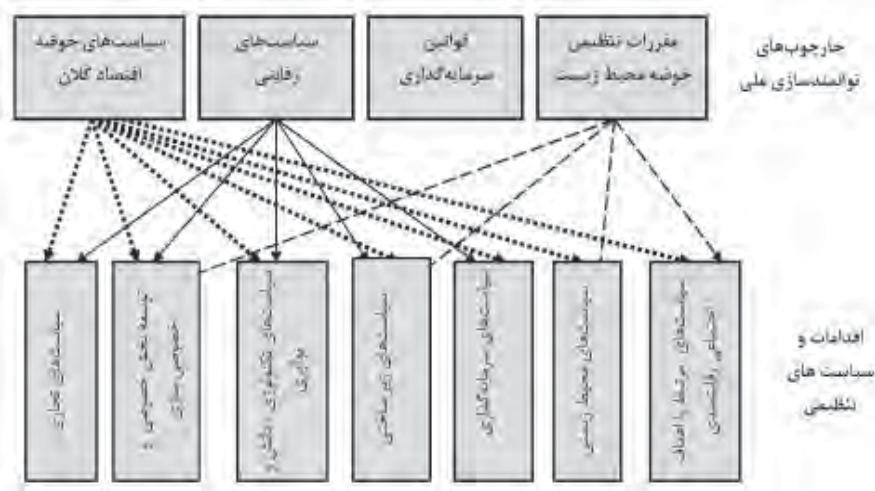 چارچوب‌های
توانمندسازی ملی
مقررات تنظیمی
حوضه محیط زیست
قوانین
سرمایه‌گذاری
سیاست‌های
رقابتی
سیاست‌های حوضه
اقتصاد کلان
اقدامات و
سیاست های
تنظیمی
سیاست‌های مرتبط با اهداف
اجتماعی رفاه‌مندی
سیاست‌های محیط زیستی
سیاست‌های سرمایه‌گذاری
سیاست‌های زیرساختی
سیاست‌های تکنولوژی، دانش و
نوآوری
توسعه بخش خصوصی و
خصوصی سازی
سیاست‌های تجاری